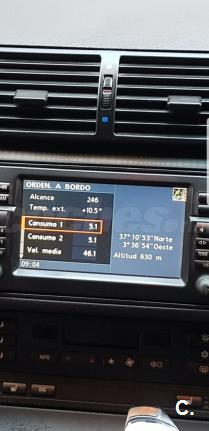 ORDEN. A BORDO
Alcance 246
Temp. ext. +10.5°
Consumo 1 5.1
Consumo 2 5.1
Vel. media 46.1
37°10'53"Norte
3°36'54"Oeste
Altitud 630 m
09:04
AUTO
C.